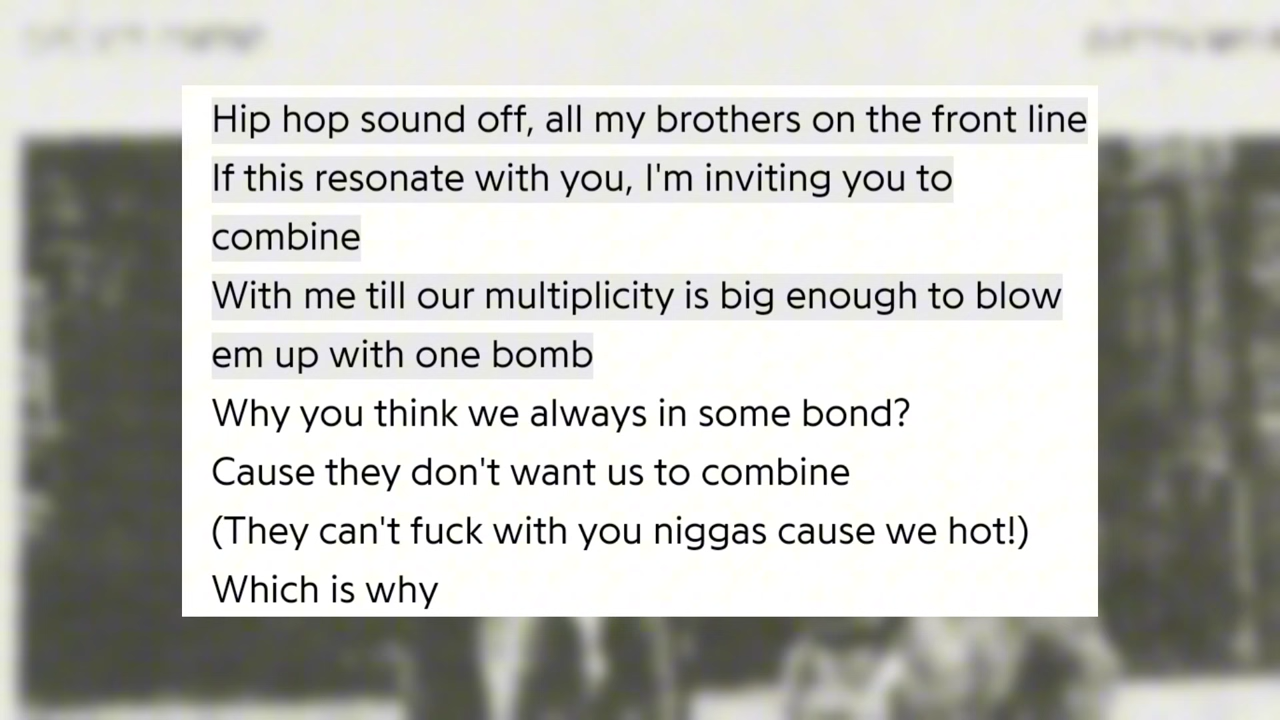 Hip hop sound off, all my brothers on the front line
If this resonate with you, I'm inviting you to
combine
With me till our multiplicity is big enough to blow
em up with one bomb
Why you think we always in some bond?
Cause they don't want us to combine
(They can't fuck with you niggas cause we hot!)
Which is why